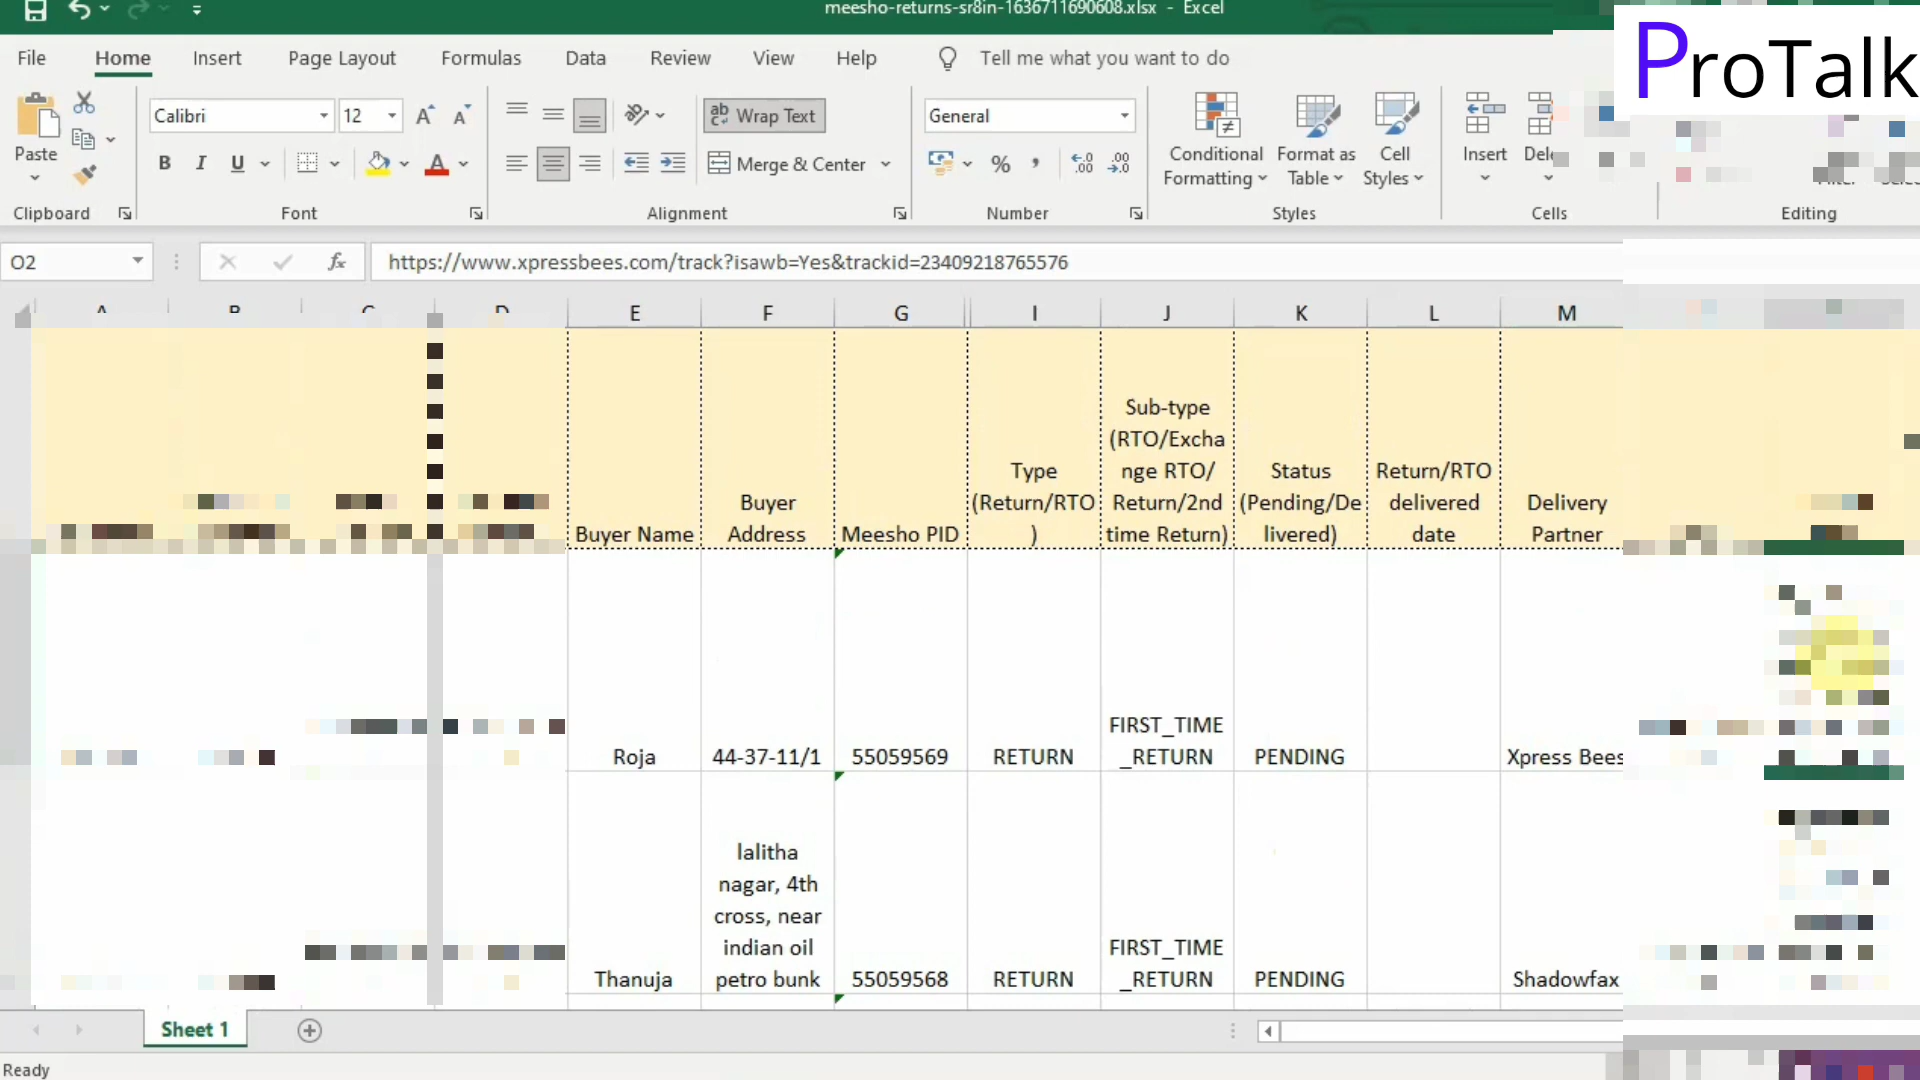 meesho-returns-sr8in-1636711690608.xlsx - Excel
ProTalk
File Home Insert Page Layout Formulas Data Review View Help Tell me what you want to do
Calibri 12 Wrap Text General
Paste B I U Merge & Center % Conditional Formatting Format as Table Cell Styles Insert
Clipboard Font Alignment Number Styles Cells Editing
O2 fx https://www.xpressbees.com/track?isawb=Yes&trackid=23409218765576
E F G I J K L M
Buyer Name
Buyer
Address
Meesho PID
Type
(Return/RTO
)
Sub-type
(RTO/Excha
nge RTO/
Return/2nd
time Return)
Status
(Pending/De
livered)
Return/RTO
delivered
date
Delivery
Partner
Roja
44-37-11/1
55059569
RETURN
FIRST_TIME
_RETURN
PENDING
Xpress Bees
Thanuja
lalitha
nagar, 4th
cross, near
indian oil
petro bunk
55059568
RETURN
FIRST_TIME
_RETURN
PENDING
Shadowfax
Sheet 1
Ready